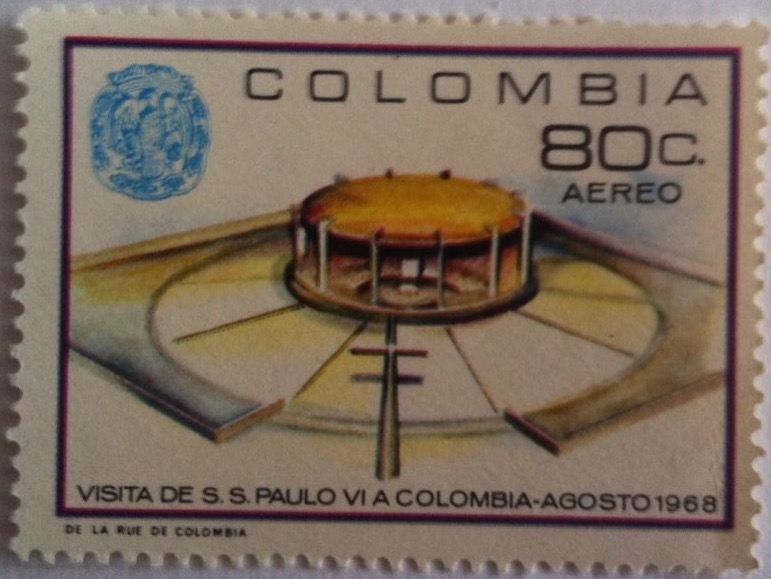 COLOMBIA
80C.
AEREO
VISITA DE S. S. PAULO VI A COLOMBIA-AGOSTO 1968
DE LA RUE DE COLOMBIA